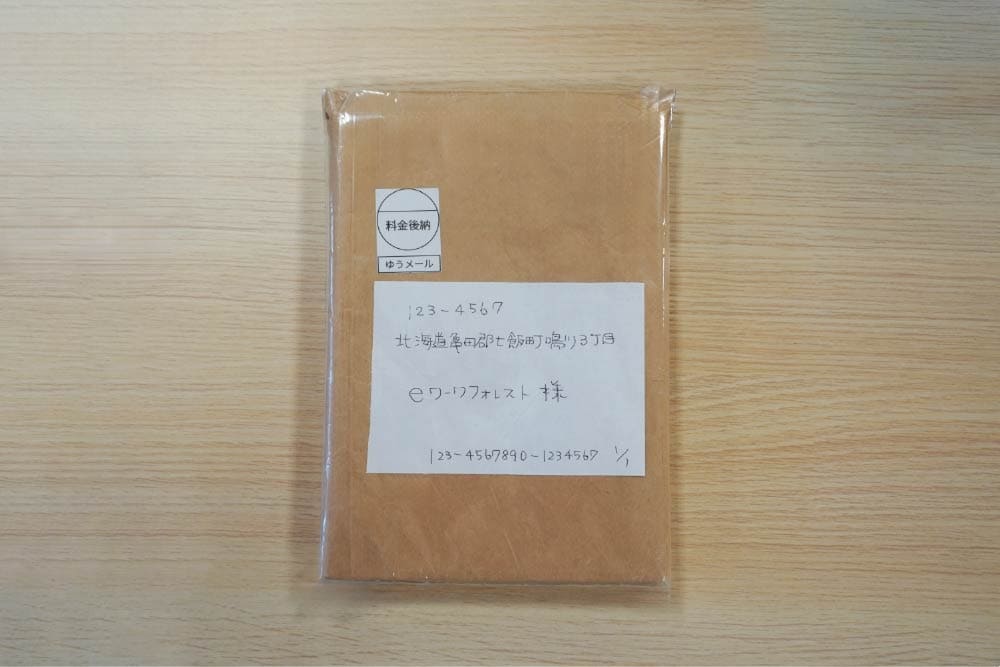 料金後納
ゆうメール
123-4567
北海道亀田郡七飯町鳴川3丁目
eワークフォレスト 様
123-4567890-1234567 1/1